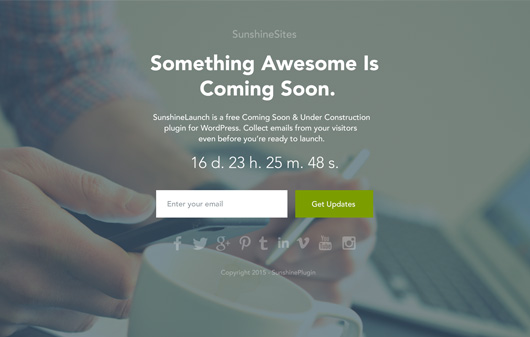 SunshineSites
Something Awesome Is
Coming Soon.
SunshineLaunch is a free Coming Soon & Under Construction
plugin for WordPress. Collect emails from your visitors
even before you're ready to launch.
16 d. 23 h. 25 m. 48 s.
Enter your email
Get Updates
You
Tube
Copyright 2015 - SunshinePlugin